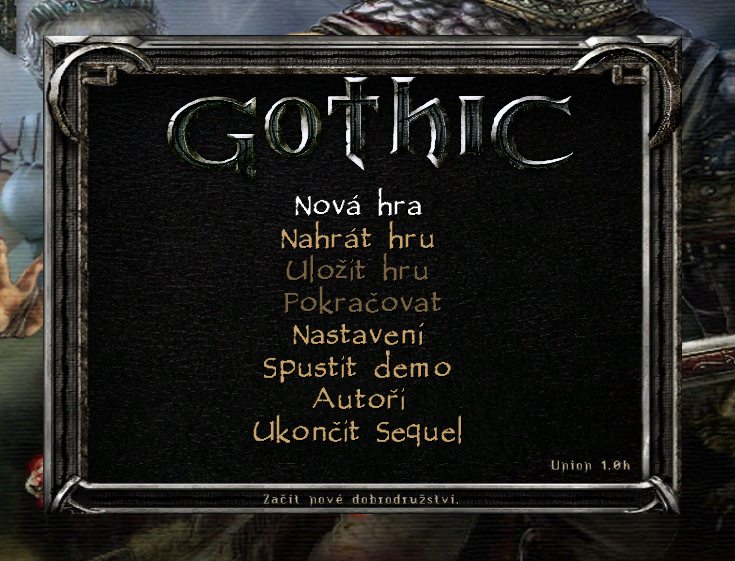 Gothic
Nová hra
Nahrát hru
Uložit hru
Pokračovat
Nastavení
Spustit demo
Autoři
Ukončit Sequel
Union 1.0h
Začít nové dobrodružství.